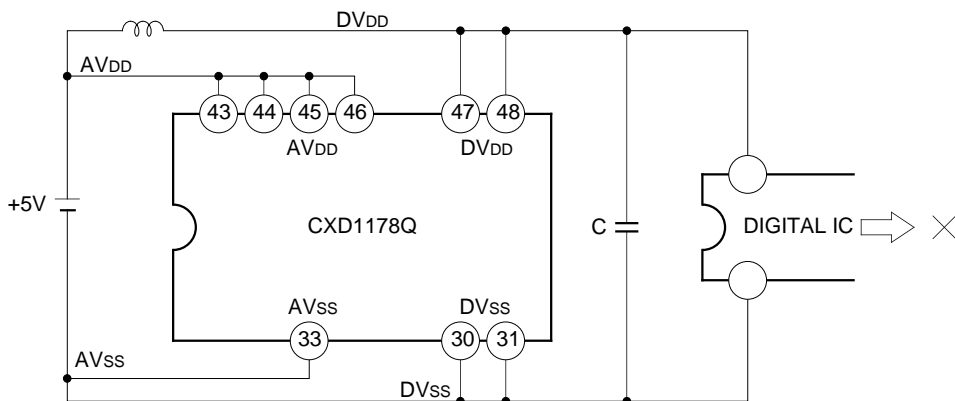 DVDD
AVDD
43 44 45 46 47 48
AVDD DVDD
+5V
CXD1178Q
C
DIGITAL IC
AVSS DVSS
33 30 31
AVSS
DVSS